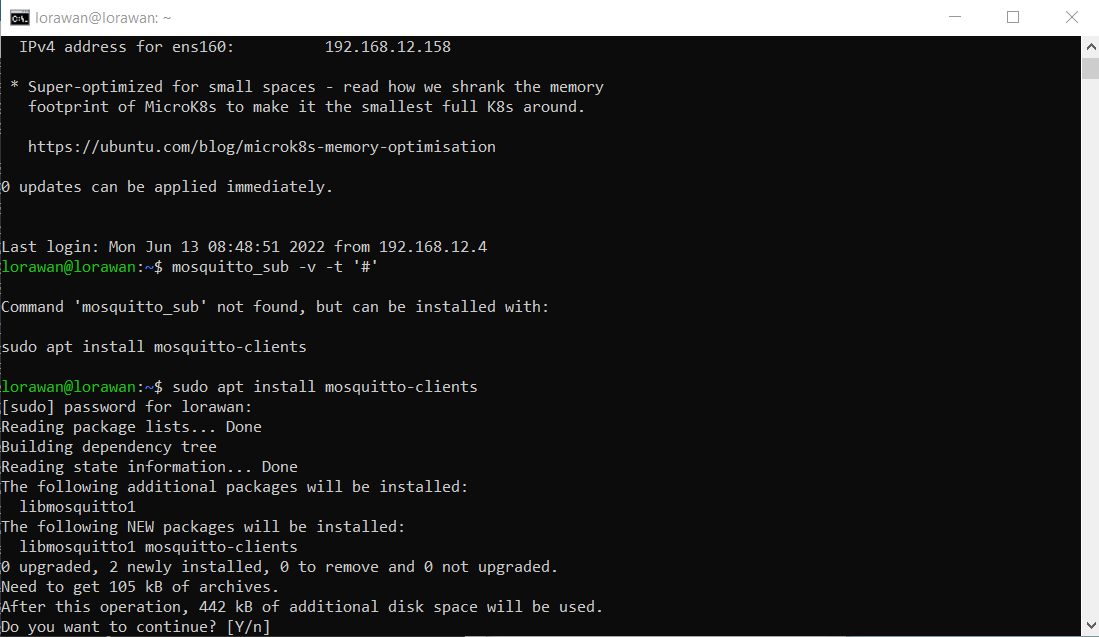 lorawan@lorawan: ~
IPv4 address for ens160: 192.168.12.158
* Super-optimized for small spaces - read how we shrank the memory
footprint of MicroK8s to make it the smallest full K8s around.
https://ubuntu.com/blog/microk8s-memory-optimisation
0 updates can be applied immediately.
Last login: Mon Jun 13 08:48:51 2022 from 192.168.12.4
lorawan@lorawan:~$ mosquitto_sub -v -t '#'
Command 'mosquitto_sub' not found, but can be installed with:
sudo apt install mosquitto-clients
lorawan@lorawan:~$ sudo apt install mosquitto-clients
[sudo] password for lorawan:
Reading package lists... Done
Building dependency tree
Reading state information... Done
The following additional packages will be installed:
libmosquitto1
The following NEW packages will be installed:
libmosquitto1 mosquitto-clients
0 upgraded, 2 newly installed, 0 to remove and 0 not upgraded.
Need to get 105 kB of archives.
After this operation, 442 kB of additional disk space will be used.
Do you want to continue? [Y/n]